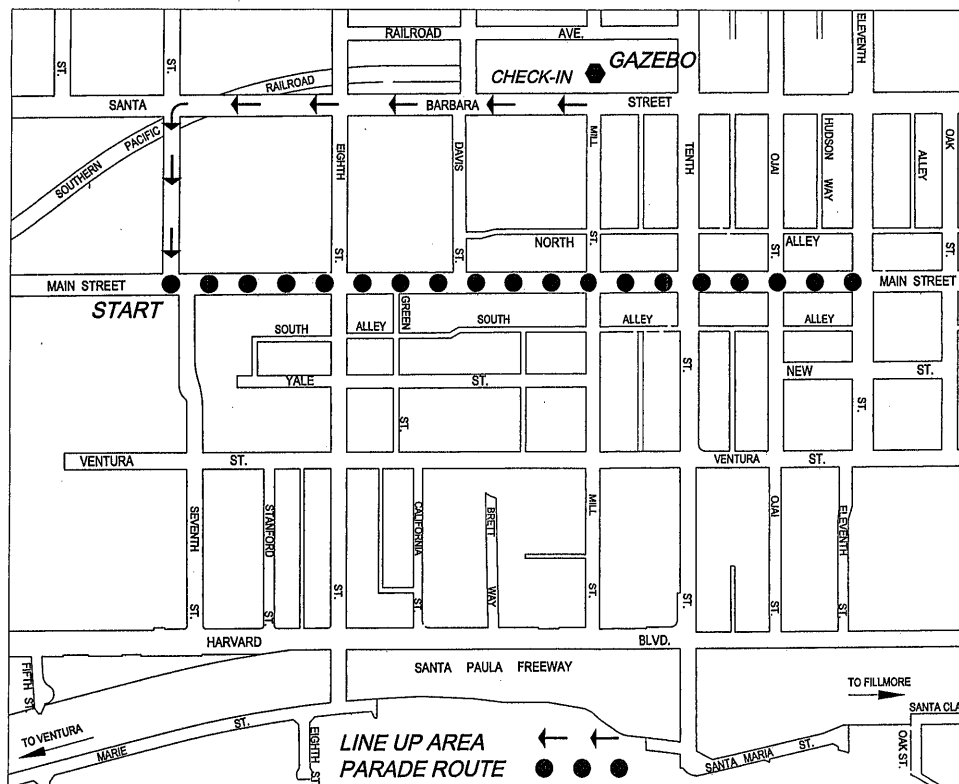 RAILROAD AVE.
ELEVENTH
ST.
ST.
CHECK-IN GAZEBO
RAILROAD
SANTA BARBARA STREET
SOUTHERN PACIFIC
EIGHTH
ST.
DAVIS
ST.
MILL
ST.
TENTH
OJAI
ST.
HUDSON WAY
ALLEY
OAK
ST.
NORTH ALLEY
MAIN STREET
MAIN STREET
START
GREEN
ST.
SOUTH ALLEY SOUTH ALLEY ALLEY
YALE ST.
ST.
NEW ST.
ST.
VENTURA ST.
VENTURA ST.
SEVENTH
ST.
STANFORD
ST.
ST.
CALIFORNIA
ST.
BRETT
WAY
MILL
ST.
ST.
OJAI
ST.
ELEVENTH
ST.
HARVARD BLVD.
SANTA PAULA FREEWAY
FIFTH ST.
TO FILLMORE
SANTA CLA
TO VENTURA
MARIE ST.
EIGHTH ST.
SANTA MARIA ST.
OAK ST.
LINE UP AREA
PARADE ROUTE